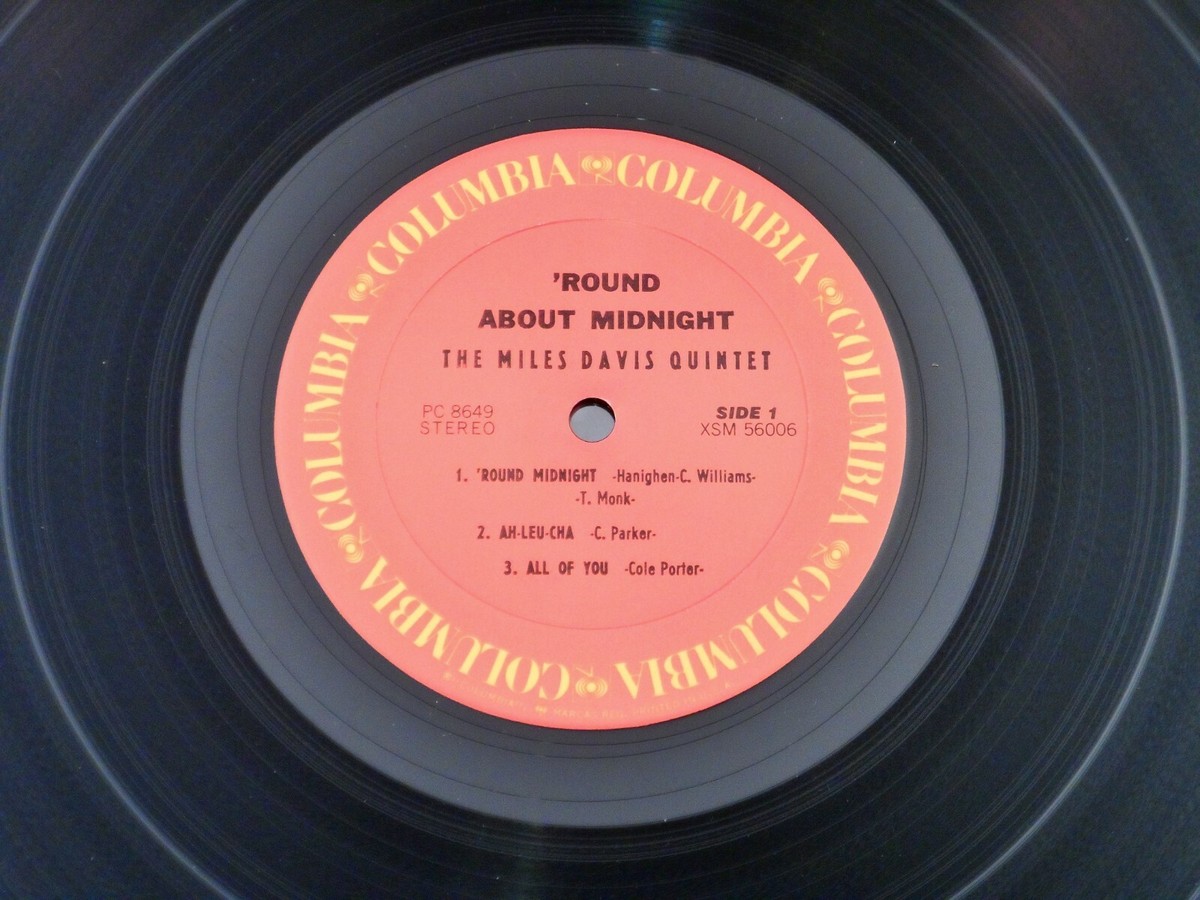 COLUMBIA COLUMBIA COLUMBIA COLUMBIA COLUMBIA COLUMBIA COLUMBIA
'ROUND
ABOUT MIDNIGHT
THE MILES DAVIS QUINTET
PC 8649
STEREO
SIDE 1
XSM 56006
1. 'ROUND MIDNIGHT -Hanighen-C. Williams-
-T. Monk-
2. AH-LEU-CHA -C. Parker-
3. ALL OF YOU -Cole Porter-